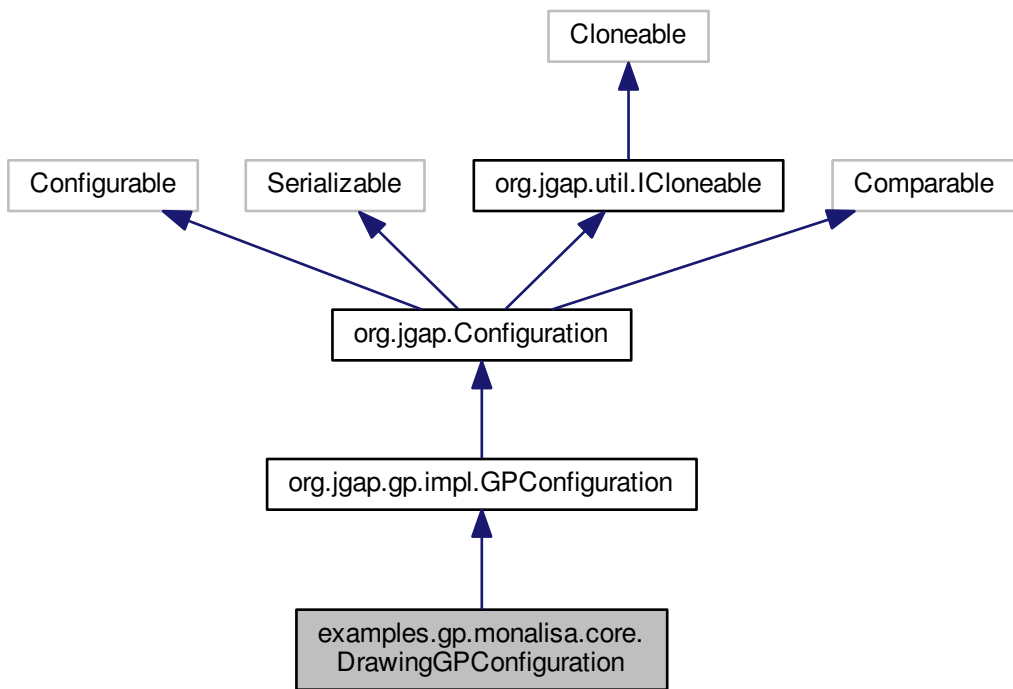 Cloneable
Configurable
Serializable
org.jgap.util.ICloneable
Comparable
org.jgap.Configuration
org.jgap.gp.impl.GPConfiguration
examples.gp.monalisa.core.
DrawingGPConfiguration